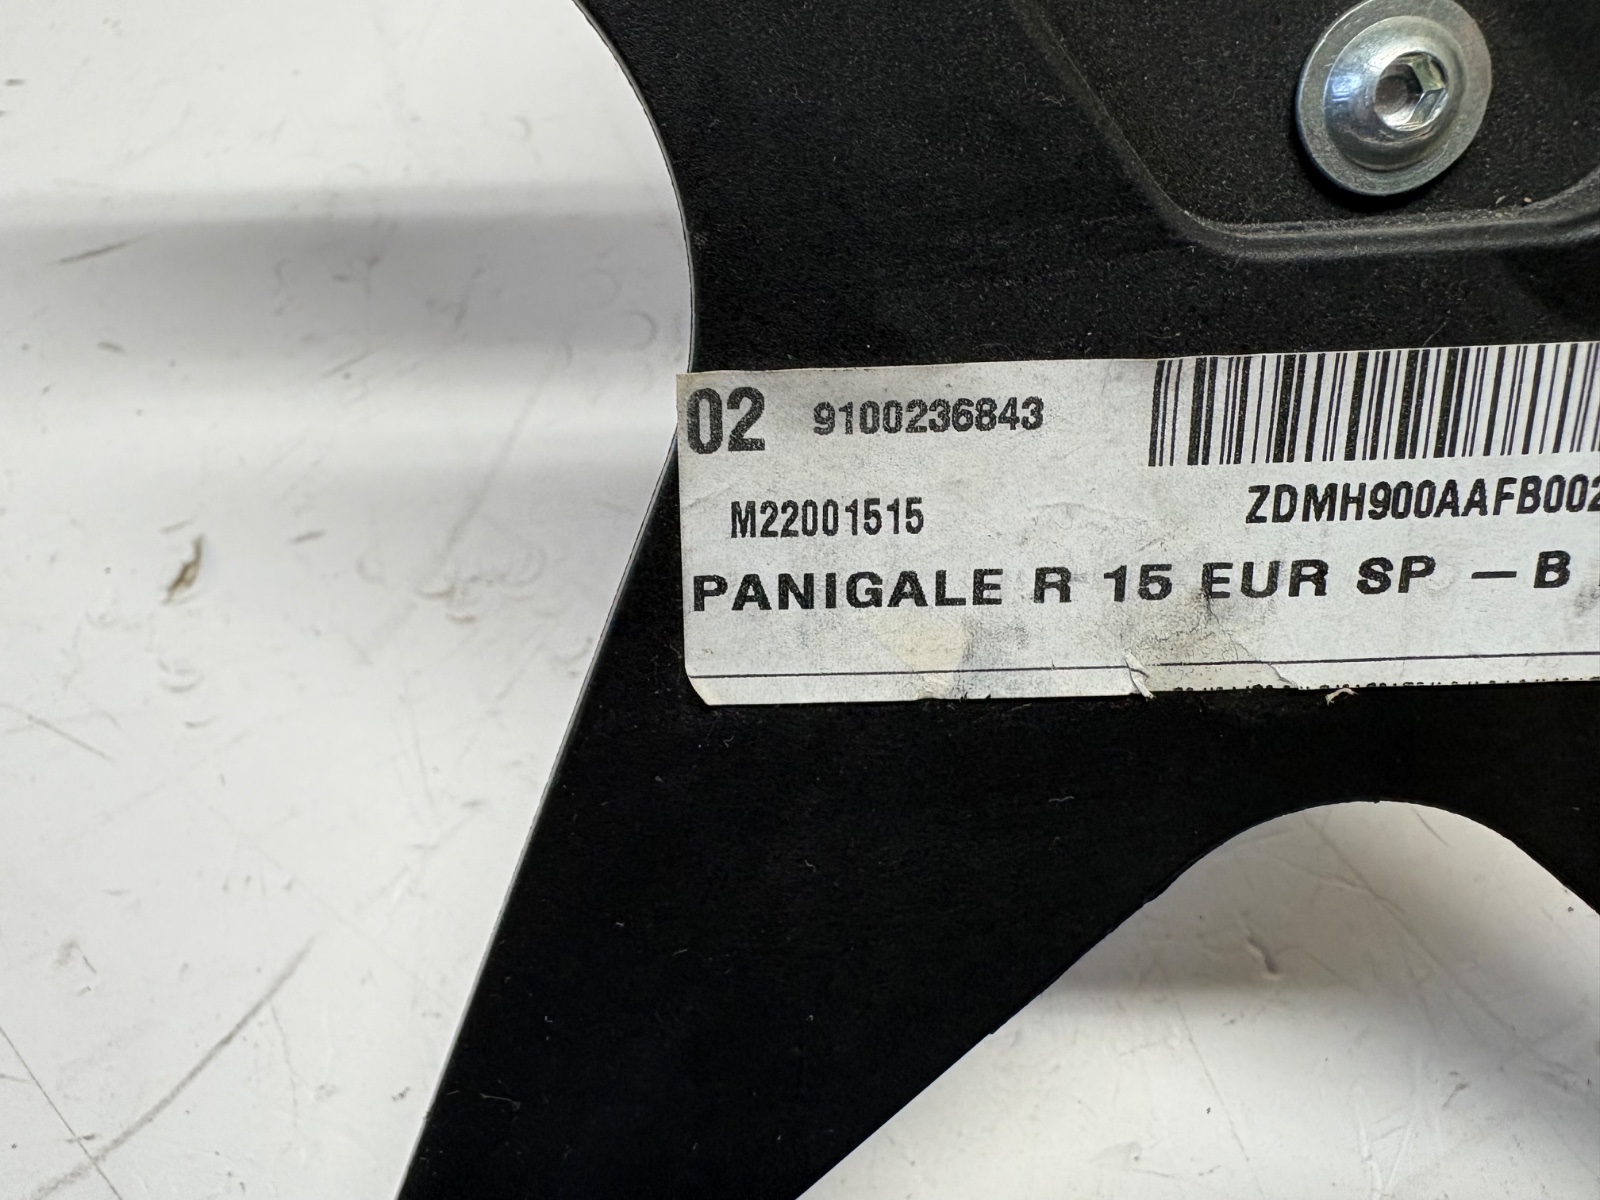 02 9100236843
M22001515 ZDMH900AAFB002
PANIGALE R 15 EUR SP - B